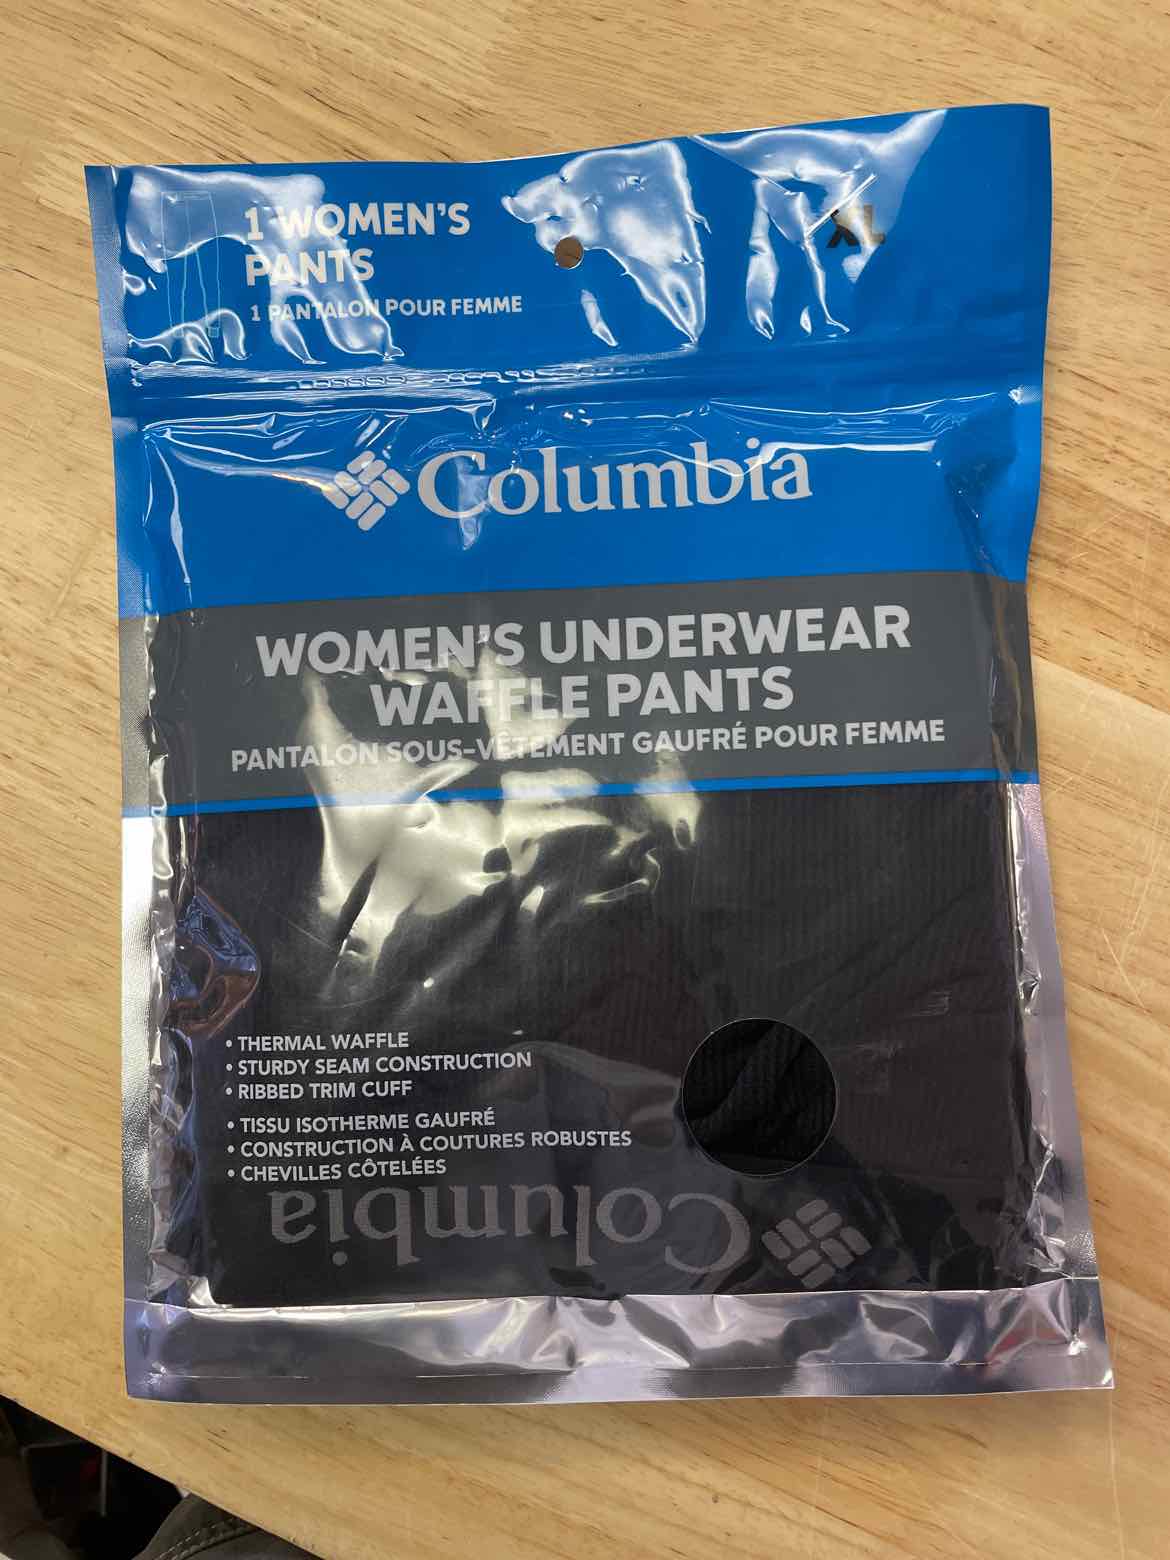 1 WOMEN'S
PANTS
1 PANTALON POUR FEMME
XL
Columbia
WOMEN'S UNDERWEAR
WAFFLE PANTS
PANTALON SOUS-VÊTEMENT GAUFRÉ POUR FEMME
• THERMAL WAFFLE
• STURDY SEAM CONSTRUCTION
• RIBBED TRIM CUFF
• TISSU ISOTHERME GAUFRÉ
• CONSTRUCTION À COUTURES ROBUSTES
• CHEVILLES CÔTELÉES
Columbia